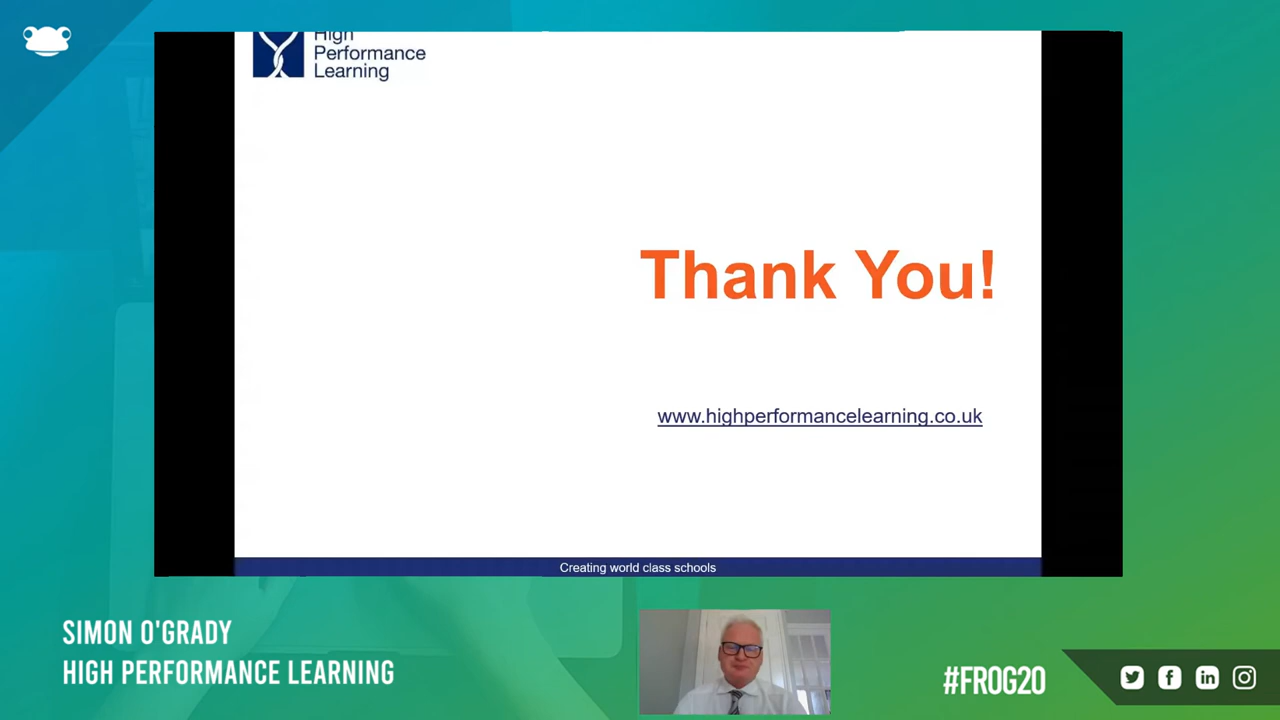 High
Performance
Learning
Thank You!
www.highperformancelearning.co.uk
Creating world class schools
SIMON O'GRADY
HIGH PERFORMANCE LEARNING
#FROG20